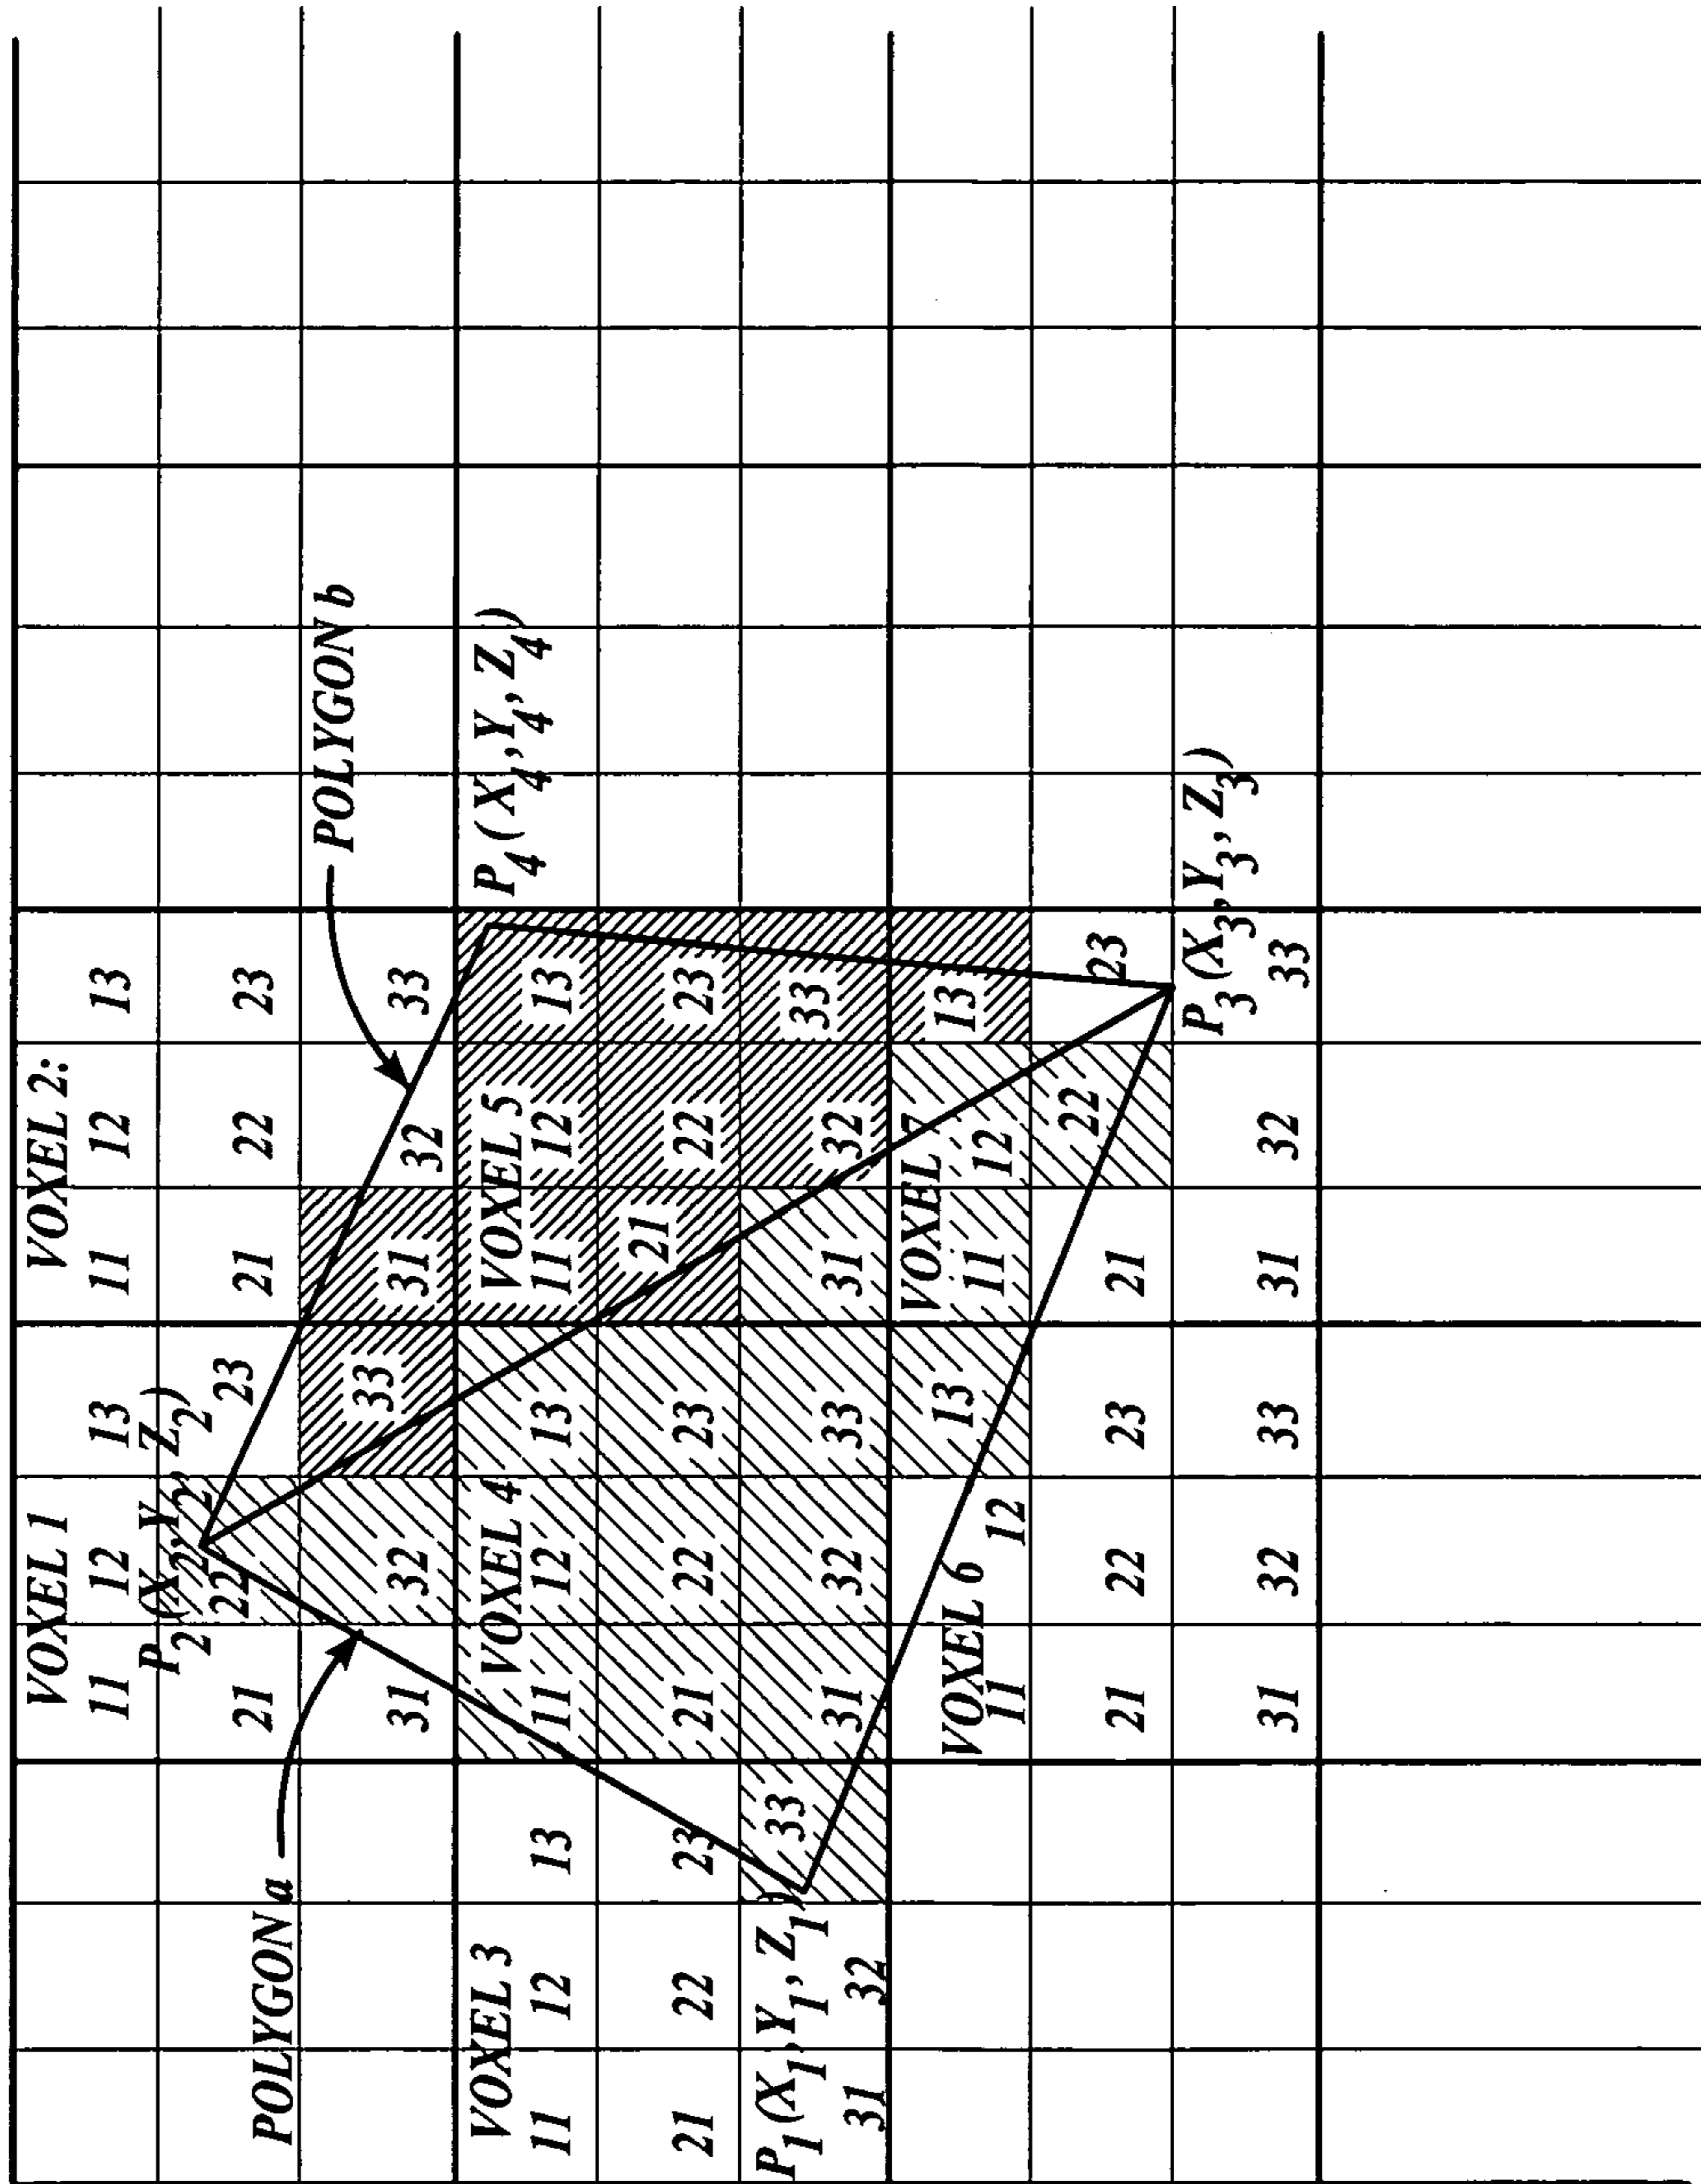 VOXEL 1 VOXEL 2:
11 12 13 11 12 13
P2(X2,Y2,Z2)
21 22 23 21 22 23
POLYGON a
POLYGON b
31 32 33 31 32 33
VOXEL 3 VOXEL 4 VOXEL 5 P4(X4,Y4,Z4)
11 12 13 11 12 13 11 12 13
21 22 23 21 22 23 21 22 23
P1(X1,Y1,Z1)
31 32 33 31 32 33 31 32 33
VOXEL 6 VOXEL 7
11 12 13 11 12 13
21 22 23 21 22 23
P3(X3,Y3,Z3)
31 32 33 31 32 33